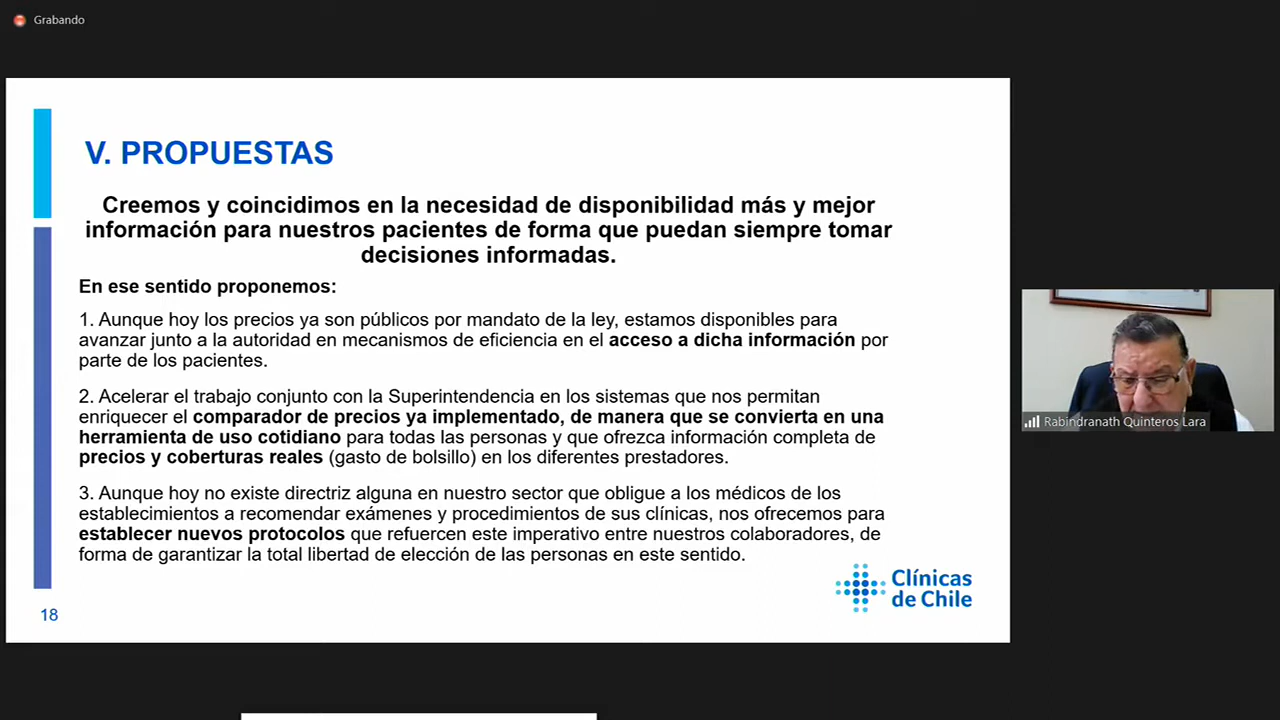 Grabando
V. PROPUESTAS
Creemos y coincidimos en la necesidad de disponibilidad más y mejor
información para nuestros pacientes de forma que puedan siempre tomar
decisiones informadas.
En ese sentido proponemos:
1. Aunque hoy los precios ya son públicos por mandato de la ley, estamos disponibles para
avanzar junto a la autoridad en mecanismos de eficiencia en el acceso a dicha información por
parte de los pacientes.
2. Acelerar el trabajo conjunto con la Superintendencia en los sistemas que nos permitan
enriquecer el comparador de precios ya implementado, de manera que se convierta en una
herramienta de uso cotidiano para todas las personas y que ofrezca información completa de
precios y coberturas reales (gasto de bolsillo) en los diferentes prestadores.
3. Aunque hoy no existe directriz alguna en nuestro sector que obligue a los médicos de los
establecimientos a recomendar exámenes y procedimientos de sus clínicas, nos ofrecemos para
establecer nuevos protocolos que refuercen este imperativo entre nuestros colaboradores, de
forma de garantizar la total libertad de elección de las personas en este sentido.
Clínicas
de Chile
18
Rabindranath Quinteros Lara